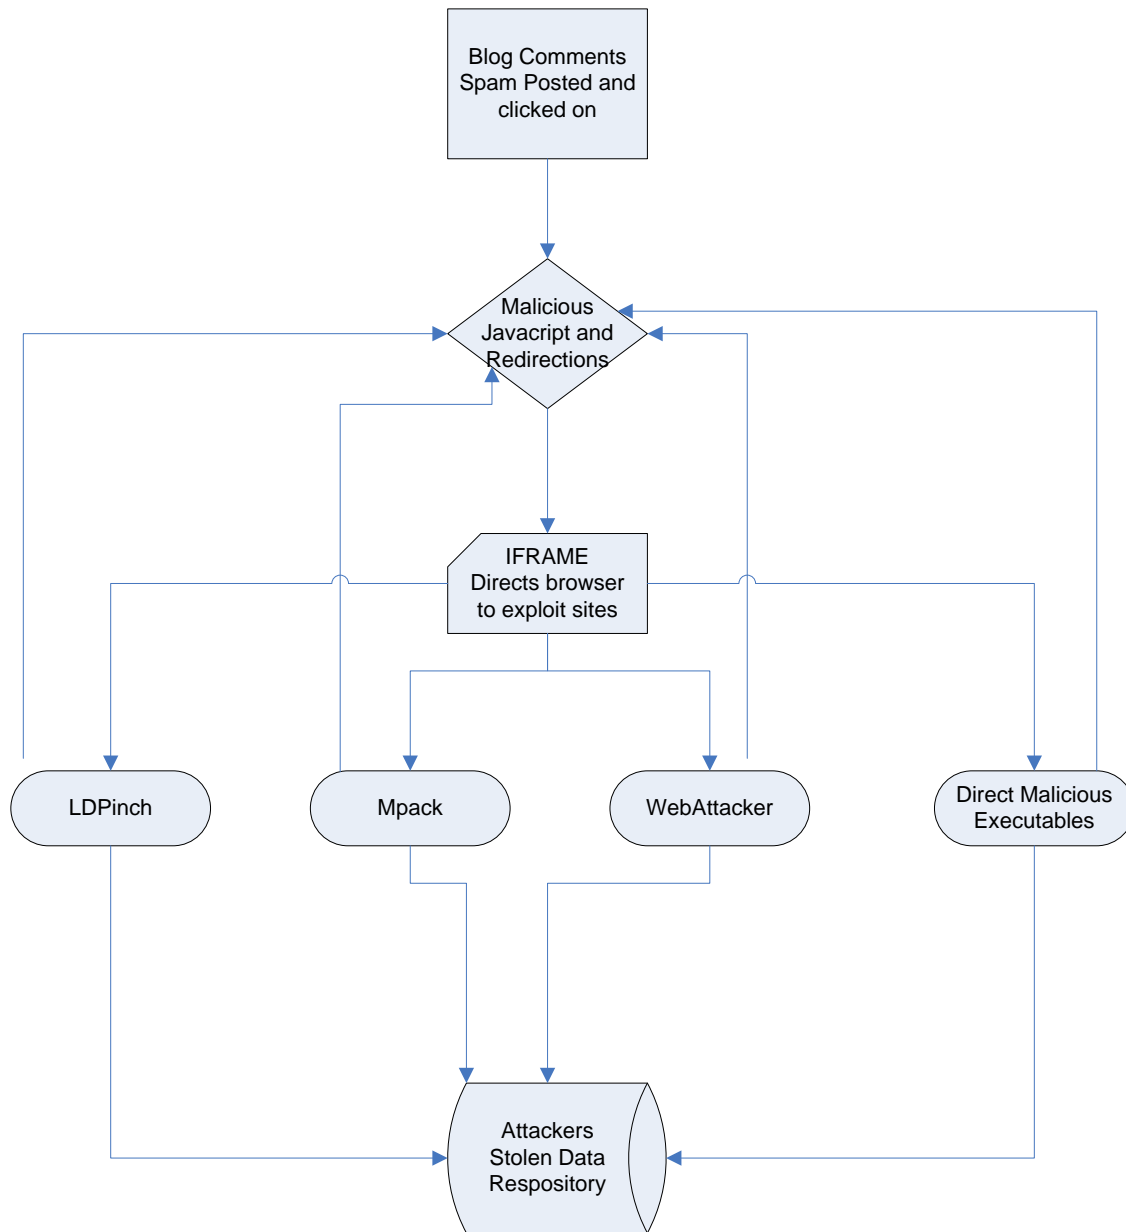 Blog Comments
Spam Posted and
clicked on
Malicious
Javacript and
Redirections
IFRAME
Directs browser
to exploit sites
LDPinch
Mpack
WebAttacker
Direct Malicious
Executables
Attackers
Stolen Data
Respository